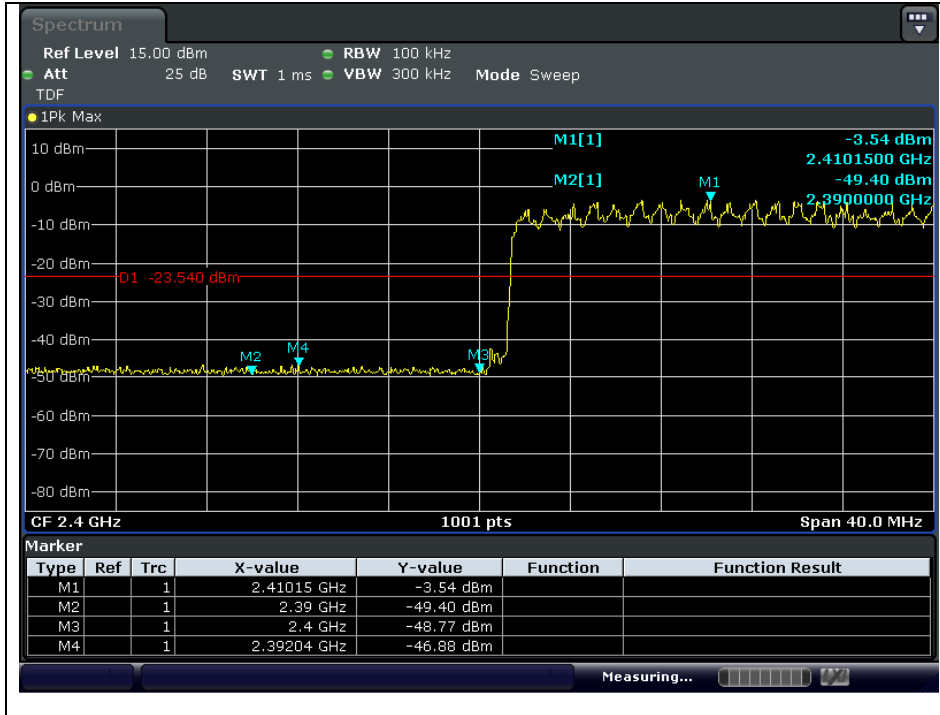 Spectrum
Ref Level 15.00 dBm RBW 100 kHz
Att 25 dB SWT 1 ms VBW 300 kHz Mode Sweep
TDF
1Pk Max
M1[1] -3.54 dBm
2.4101500 GHz
M2[1] -49.40 dBm
2.3900000 GHz
10 dBm
0 dBm
-10 dBm
-20 dBm
D1 -23.540 dBm
-30 dBm
-40 dBm
-50 dBm
-60 dBm
-70 dBm
-80 dBm
M1
M2
M4
M3
CF 2.4 GHz 1001 pts Span 40.0 MHz
Marker
Type Ref Trc X-value Y-value Function Function Result
M1 1 2.41015 GHz -3.54 dBm
M2 1 2.39 GHz -49.40 dBm
M3 1 2.4 GHz -48.77 dBm
M4 1 2.39204 GHz -46.88 dBm
Measuring...